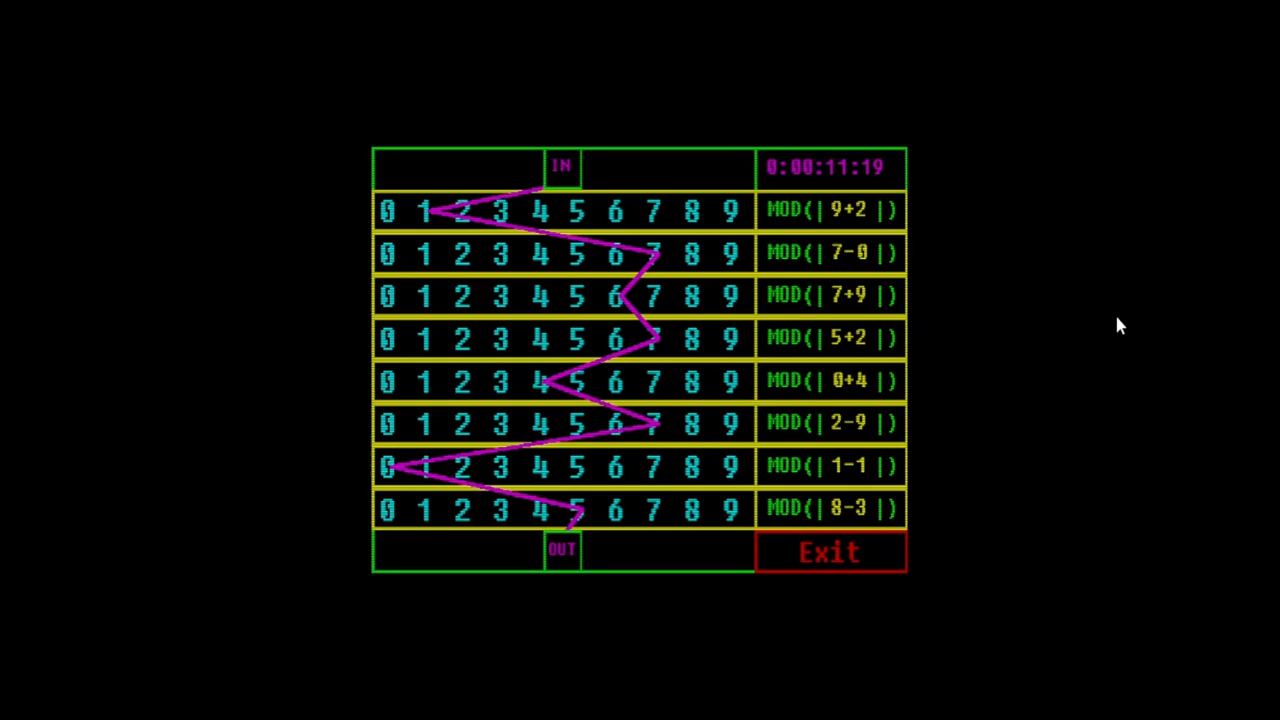 IN 0:00:11:19
0 1 2 3 4 5 6 7 8 9 MOD(| 9+2 |)
0 1 2 3 4 5 6 7 8 9 MOD(| 7-0 |)
0 1 2 3 4 5 6 7 8 9 MOD(| 7+9 |)
0 1 2 3 4 5 6 7 8 9 MOD(| 5+2 |)
0 1 2 3 4 5 6 7 8 9 MOD(| 0+4 |)
0 1 2 3 4 5 6 7 8 9 MOD(| 2-9 |)
0 1 2 3 4 5 6 7 8 9 MOD(| 1-1 |)
0 1 2 3 4 5 6 7 8 9 MOD(| 8-3 |)
OUT Exit